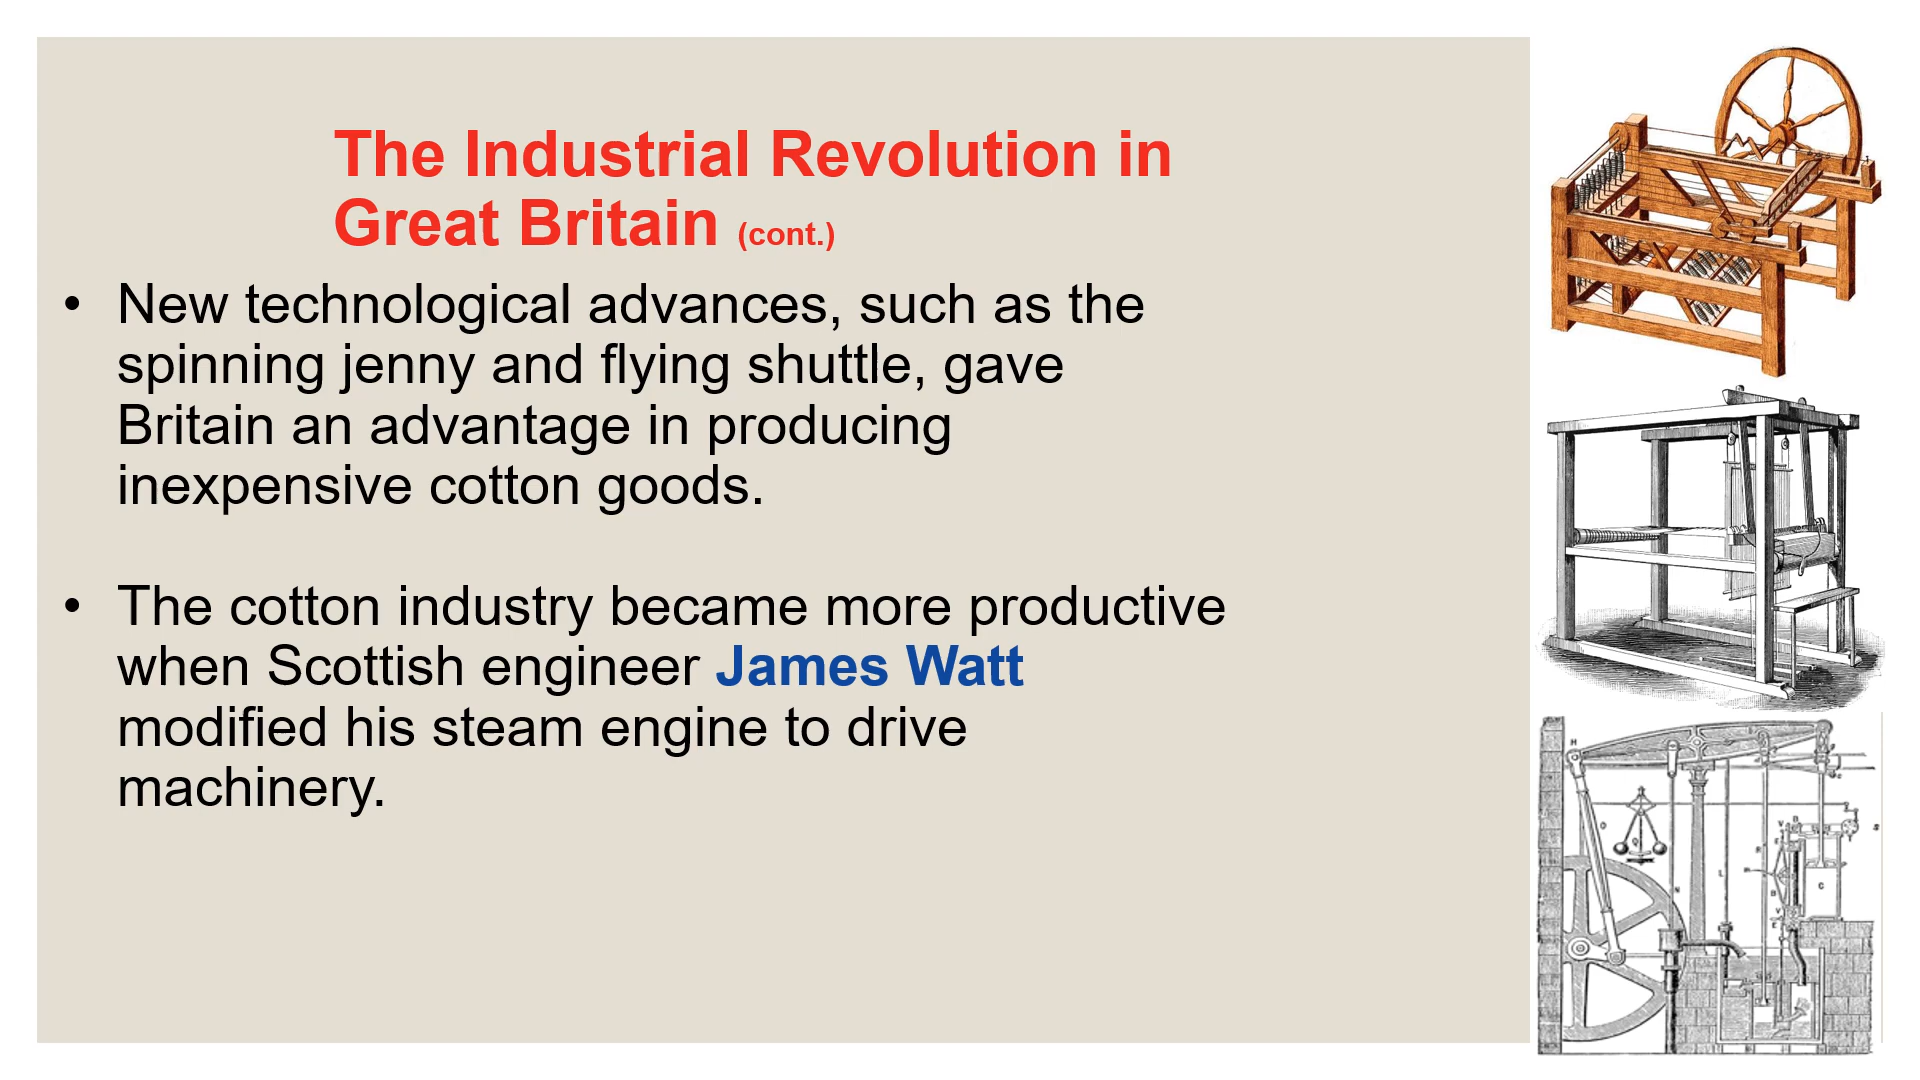 The Industrial Revolution in
Great Britain (cont.)
• New technological advances, such as the
spinning jenny and flying shuttle, gave
Britain an advantage in producing
inexpensive cotton goods.
• The cotton industry became more productive
when Scottish engineer James Watt
modified his steam engine to drive
machinery.